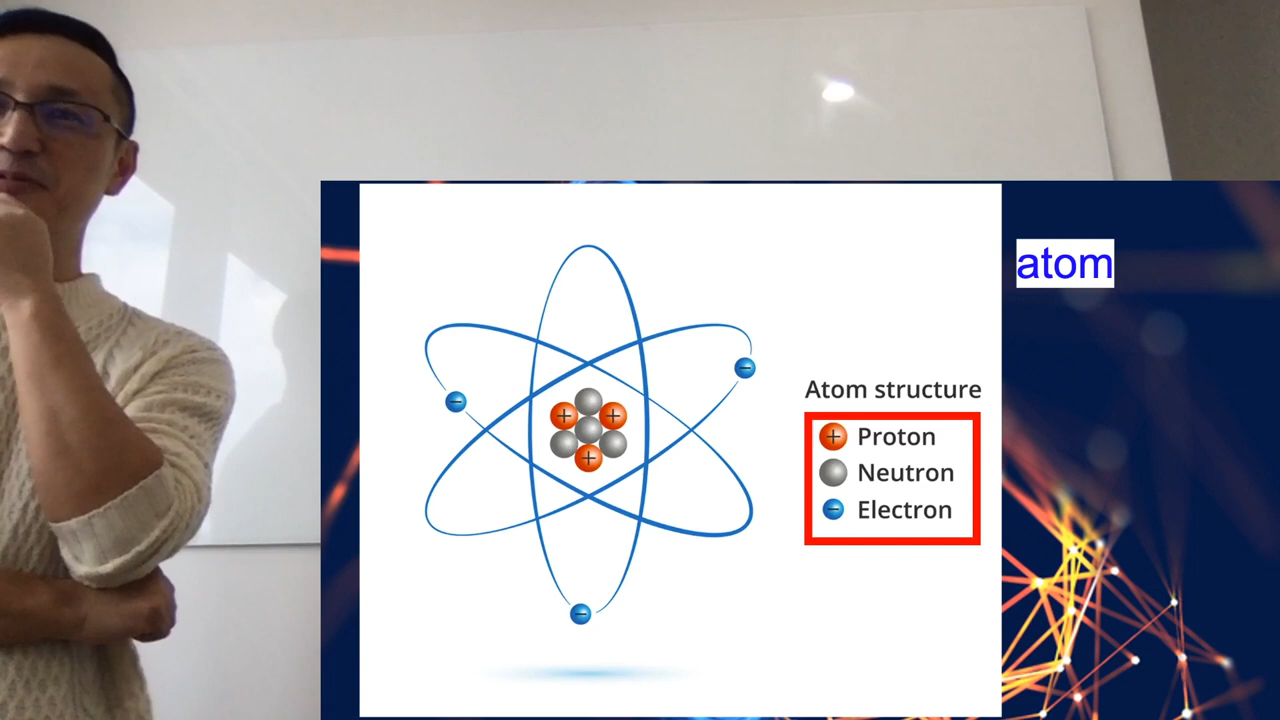 atom
Atom structure
+ Proton
Neutron
− Electron
+ +
+
−
−
−